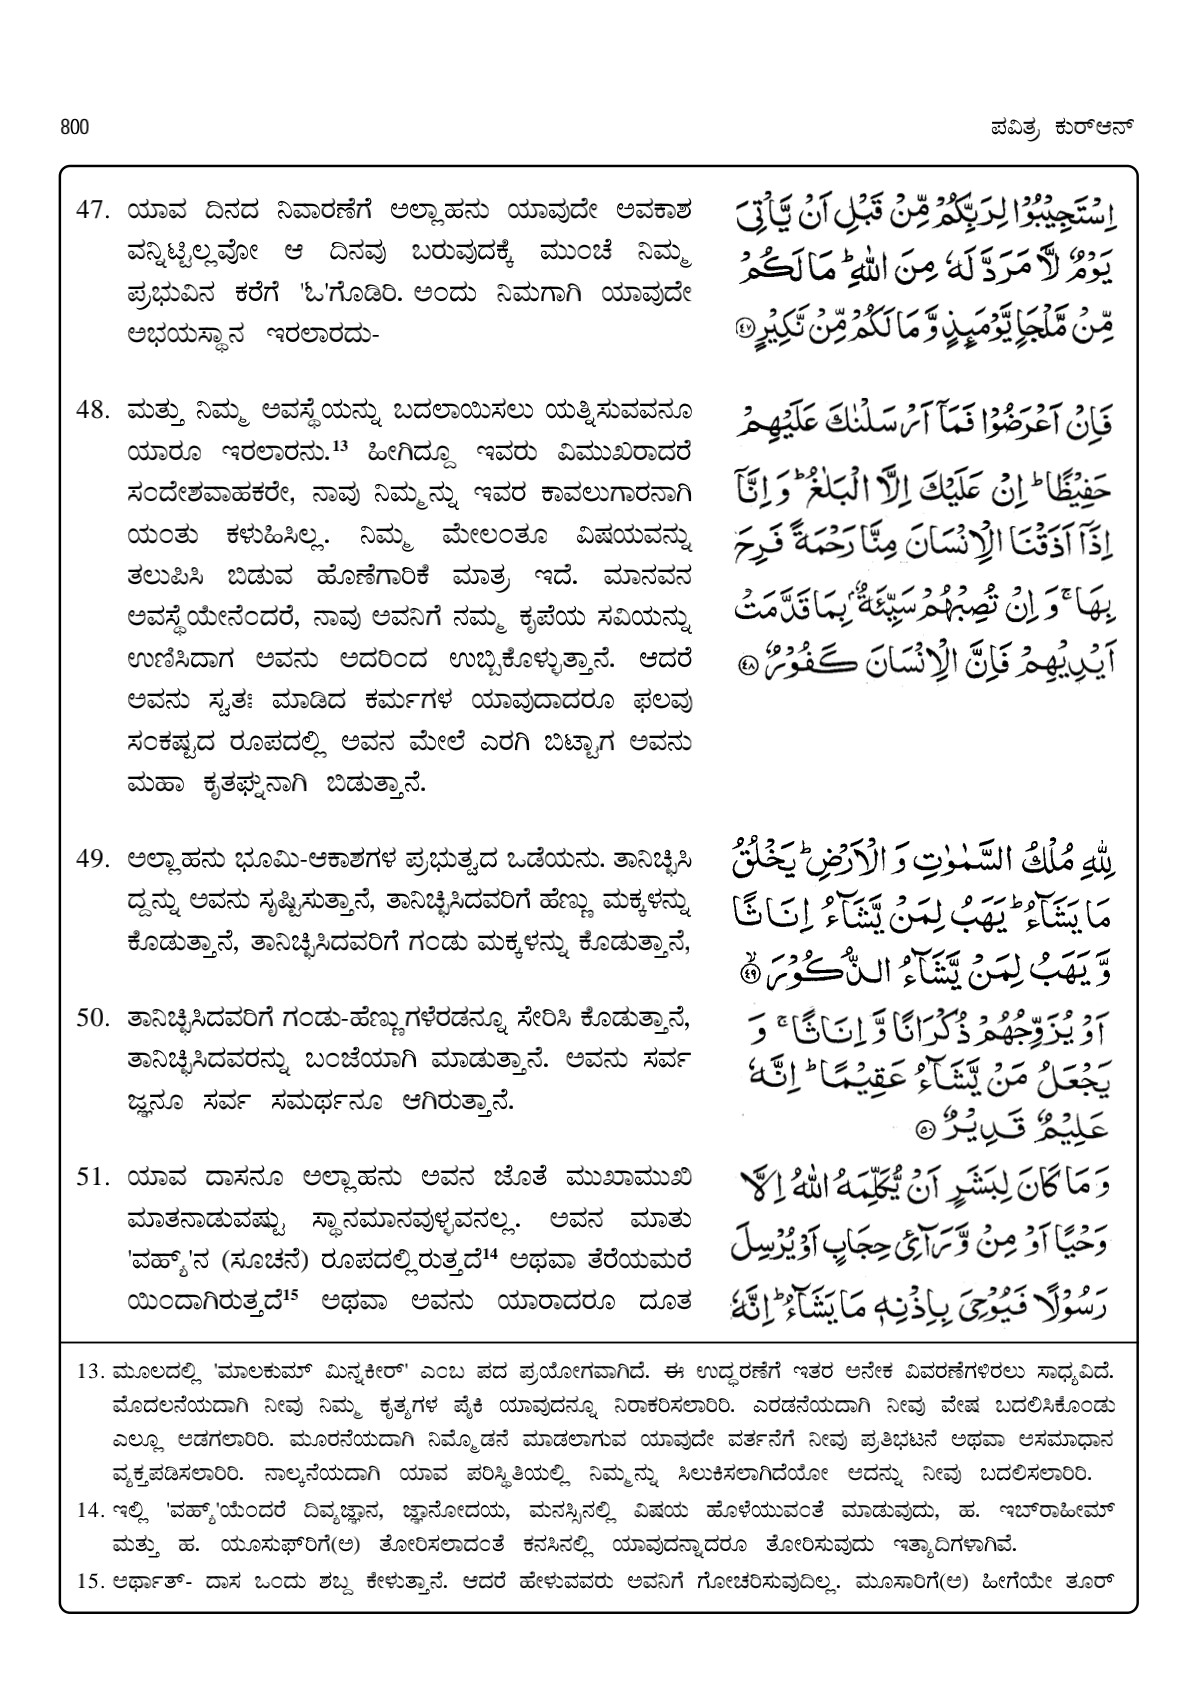 800
ಪವಿತ್ರ ಕುರ್‌ಆನ್
47. ಯಾವ ದಿನದ ನಿವಾರಣೆಗೆ ಅಲ್ಲಾಹನು ಯಾವುದೇ ಅವಕಾಶ
ವನ್ನಿಟ್ಟಿಲ್ಲವೋ ಆ ದಿನವು ಬರುವುದಕ್ಕೆ ಮುಂಚೆ ನಿಮ್ಮ
ಪ್ರಭುವಿನ ಕರೆಗೆ 'ಓ'ಗೊಡಿರಿ. ಅಂದು ನಿಮಗಾಗಿ ಯಾವುದೇ
ಅಭಯಸ್ಥಾನ ಇರಲಾರದು-
اِسْتَجِيْبُوْا لِرَبِّكُمْ مِّنْ قَبْلِ اَنْ يَّاْتِيَ
يَوْمٌ لَّا مَرَدَّ لَهٗ مِنَ اللّٰهِ ؕ مَا لَكُمْ
مِّنْ مَّلْجَاٍ يَّوْمَىِٕذٍ وَّ مَا لَكُمْ مِّنْ نَّكِيْرٍ ۴۷
48. ಮತ್ತು ನಿಮ್ಮ ಅವಸ್ಥೆಯನ್ನು ಬದಲಾಯಿಸಲು ಯತ್ನಿಸುವವನೂ
ಯಾರೂ ಇರಲಾರನು.¹³ ಹೀಗಿದ್ದೂ ಇವರು ವಿಮುಖರಾದರೆ
ಸಂದೇಶವಾಹಕರೇ, ನಾವು ನಿಮ್ಮನ್ನು ಇವರ ಕಾವಲುಗಾರನಾಗಿ
ಯಂತು ಕಳುಹಿಸಿಲ್ಲ. ನಿಮ್ಮ ಮೇಲಂತೂ ವಿಷಯವನ್ನು
ತಲುಪಿಸಿ ಬಿಡುವ ಹೊಣೆಗಾರಿಕೆ ಮಾತ್ರ ಇದೆ. ಮಾನವನ
ಅವಸ್ಥೆಯೇನೆಂದರೆ, ನಾವು ಅವನಿಗೆ ನಮ್ಮ ಕೃಪೆಯ ಸವಿಯನ್ನು
ಉಣಿಸಿದಾಗ ಅವನು ಅದರಿಂದ ಉಬ್ಬಿಕೊಳ್ಳುತ್ತಾನೆ. ಆದರೆ
ಅವನು ಸ್ವತಃ ಮಾಡಿದ ಕರ್ಮಗಳ ಯಾವುದಾದರೂ ಫಲವು
ಸಂಕಷ್ಟದ ರೂಪದಲ್ಲಿ ಅವನ ಮೇಲೆ ಎರಗಿ ಬಿಟ್ಟಾಗ ಅವನು
ಮಹಾ ಕೃತಘ್ನನಾಗಿ ಬಿಡುತ್ತಾನೆ.
فَاِنْ اَعْرَضُوْا فَمَاۤ اَرْسَلْنٰكَ عَلَيْهِمْ
حَفِيْظًا ؕ اِنْ عَلَيْكَ اِلَّا الْبَلٰغُ ؕ وَ اِنَّاۤ
اِذَاۤ اَذَقْنَا الْاِنْسَانَ مِنَّا رَحْمَةً فَرِحَ
بِهَا ۚ وَ اِنْ تُصِبْهُمْ سَيِّئَةٌۢ بِمَا قَدَّمَتْ
اَيْدِيْهِمْ فَاِنَّ الْاِنْسَانَ كَفُوْرٌ ۴۸
49. ಅಲ್ಲಾಹನು ಭೂಮಿ-ಆಕಾಶಗಳ ಪ್ರಭುತ್ವದ ಒಡೆಯನು. ತಾನಿಚ್ಛಿಸಿ
ದ್ದನ್ನು ಅವನು ಸೃಷ್ಟಿಸುತ್ತಾನೆ, ತಾನಿಚ್ಛಿಸಿದವರಿಗೆ ಹೆಣ್ಣು ಮಕ್ಕಳನ್ನು
ಕೊಡುತ್ತಾನೆ, ತಾನಿಚ್ಛಿಸಿದವರಿಗೆ ಗಂಡು ಮಕ್ಕಳನ್ನು ಕೊಡುತ್ತಾನೆ,
لِلّٰهِ مُلْكُ السَّمٰوٰتِ وَ الْاَرْضِ ؕ يَخْلُقُ
مَا يَشَآءُ ؕ يَهَبُ لِمَنْ يَّشَآءُ اِنَاثًا
وَّ يَهَبُ لِمَنْ يَّشَآءُ الذُّكُوْرَ ۙ ۴۹
50. ತಾನಿಚ್ಛಿಸಿದವರಿಗೆ ಗಂಡು-ಹೆಣ್ಣುಗಳೆರಡನ್ನೂ ಸೇರಿಸಿ ಕೊಡುತ್ತಾನೆ,
ತಾನಿಚ್ಛಿಸಿದವರನ್ನು ಬಂಜೆಯಾಗಿ ಮಾಡುತ್ತಾನೆ. ಅವನು ಸರ್ವ
ಜ್ಞನೂ ಸರ್ವ ಸಮರ್ಥನೂ ಆಗಿರುತ್ತಾನೆ.
اَوْ يُزَوِّجُهُمْ ذُكْرَانًا وَّ اِنَاثًا ۚ وَ
يَجْعَلُ مَنْ يَّشَآءُ عَقِيْمًا ؕ اِنَّهٗ
عَلِيْمٌ قَدِيْرٌ ۵۰
51. ಯಾವ ದಾಸನೂ ಅಲ್ಲಾಹನು ಅವನ ಜೊತೆ ಮುಖಾಮುಖಿ
ಮಾತನಾಡುವಷ್ಟು ಸ್ಥಾನಮಾನವುಳ್ಳವನಲ್ಲ. ಅವನ ಮಾತು
'ವಹ್ಯ್'ನ (ಸೂಚನೆ) ರೂಪದಲ್ಲಿರುತ್ತದೆ¹⁴ ಅಥವಾ ತೆರೆಯಮರೆ
ಯಿಂದಾಗಿರುತ್ತದೆ¹⁵ ಅಥವಾ ಅವನು ಯಾರಾದರೂ ದೂತ
وَ مَا كَانَ لِبَشَرٍ اَنْ يُّكَلِّمَهُ اللّٰهُ اِلَّا
وَحْيًا اَوْ مِنْ وَّرَآئِ حِجَابٍ اَوْ يُرْسِلَ
رَسُوْلًا فَيُوْحِيَ بِاِذْنِهٖ مَا يَشَآءُ ؕ اِنَّهٗ
13. ಮೂಲದಲ್ಲಿ 'ಮಾಲಕುಮ್ ಮಿನ್ನಕೀರ್' ಎಂಬ ಪದ ಪ್ರಯೋಗವಾಗಿದೆ. ಈ ಉದ್ಧರಣೆಗೆ ಇತರ ಅನೇಕ ವಿವರಣೆಗಳಿರಲು ಸಾಧ್ಯವಿದೆ.
ಮೊದಲನೆಯದಾಗಿ ನೀವು ನಿಮ್ಮ ಕೃತ್ಯಗಳ ಪೈಕಿ ಯಾವುದನ್ನೂ ನಿರಾಕರಿಸಲಾರಿರಿ. ಎರಡನೆಯದಾಗಿ ನೀವು ವೇಷ ಬದಲಿಸಿಕೊಂಡು
ಎಲ್ಲೂ ಅಡಗಲಾರಿರಿ. ಮೂರನೆಯದಾಗಿ ನಿಮ್ಮೊಡನೆ ಮಾಡಲಾಗುವ ಯಾವುದೇ ವರ್ತನೆಗೆ ನೀವು ಪ್ರತಿಭಟನೆ ಅಥವಾ ಅಸಮಾಧಾನ
ವ್ಯಕ್ತಪಡಿಸಲಾರಿರಿ. ನಾಲ್ಕನೆಯದಾಗಿ ಯಾವ ಪರಿಸ್ಥಿತಿಯಲ್ಲಿ ನಿಮ್ಮನ್ನು ಸಿಲುಕಿಸಲಾಗಿದೆಯೋ ಅದನ್ನು ನೀವು ಬದಲಿಸಲಾರಿರಿ.
14. ಇಲ್ಲಿ 'ವಹ್ಯ್'ಯೆಂದರೆ ದಿವ್ಯಜ್ಞಾನ, ಜ್ಞಾನೋದಯ, ಮನಸ್ಸಿನಲ್ಲಿ ವಿಷಯ ಹೊಳೆಯುವಂತೆ ಮಾಡುವುದು, ಹ. ಇಬ್‌ರಾಹೀಮ್
ಮತ್ತು ಹ. ಯೂಸುಫ್‌ರಿಗೆ(ಅ) ತೋರಿಸಲಾದಂತೆ ಕನಸಿನಲ್ಲಿ ಯಾವುದನ್ನಾದರೂ ತೋರಿಸುವುದು ಇತ್ಯಾದಿಗಳಾಗಿವೆ.
15. ಅರ್ಥಾತ್- ದಾಸ ಒಂದು ಶಬ್ದ ಕೇಳುತ್ತಾನೆ. ಆದರೆ ಹೇಳುವವರು ಅವನಿಗೆ ಗೋಚರಿಸುವುದಿಲ್ಲ. ಮೂಸಾರಿಗೆ(ಅ) ಹೀಗೆಯೇ ತೂರ್